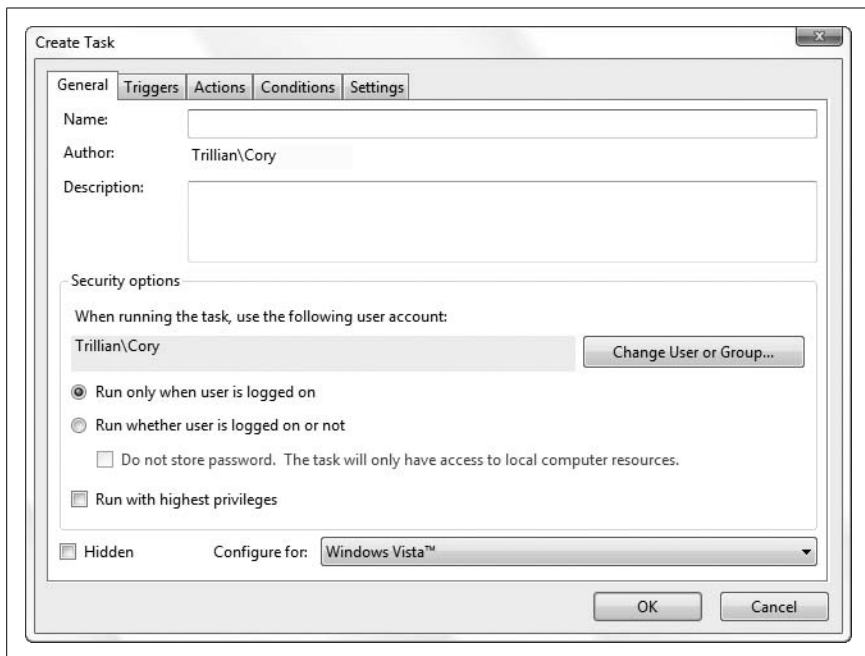 Create Task
General Triggers Actions Conditions Settings
Name:
Author: Trillian\Cory
Description:
Security options
When running the task, use the following user account:
Trillian\Cory Change User or Group...
Run only when user is logged on
Run whether user is logged on or not
Do not store password. The task will only have access to local computer resources.
Run with highest privileges
Hidden Configure for: Windows Vista™
OK Cancel